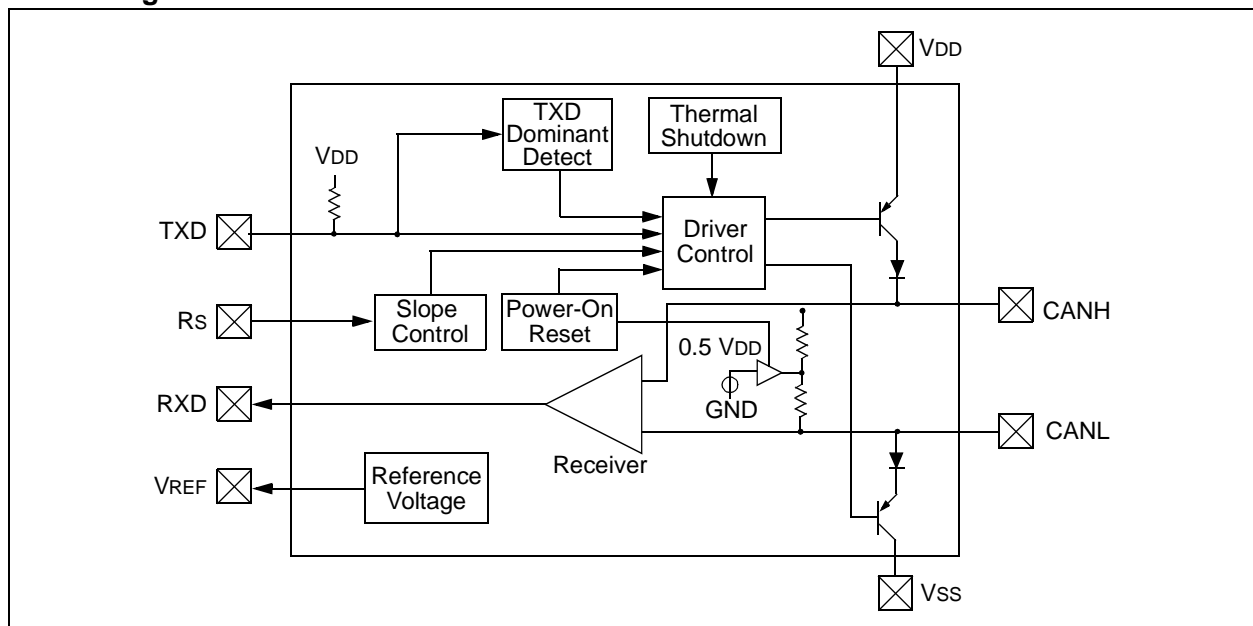 VDD
TXD
Dominant
Detect
Thermal
Shutdown
VDD
TXD
Driver
Control
RS
Slope
Control
Power-On
Reset
CANH
0.5 VDD
RXD
GND
CANL
Receiver
VREF
Reference
Voltage
VSS